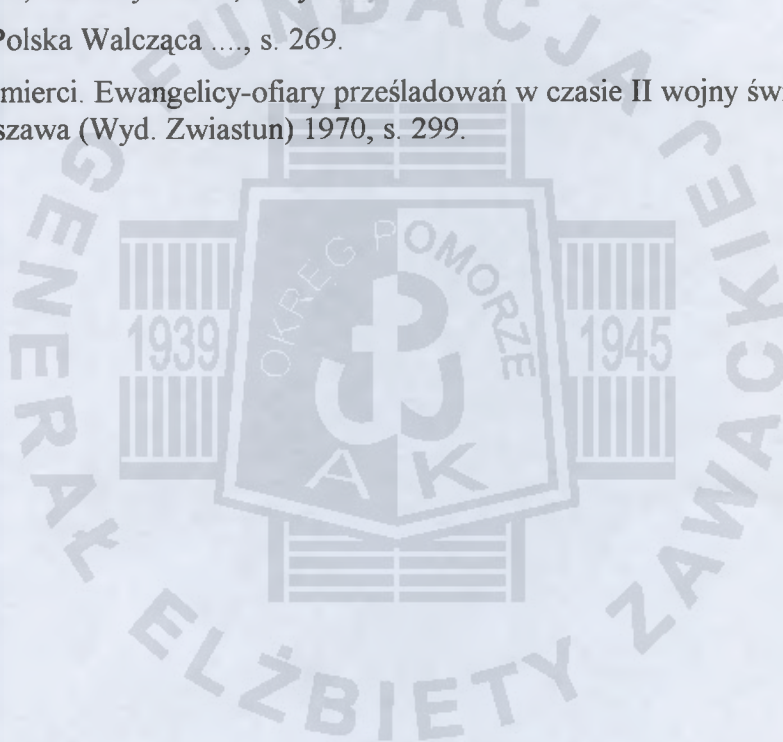 Polska Walcząca ...., s. 269.
mierci. Ewangelicy-ofiary prześladowań w czasie II wojny świ
szawa (Wyd. Zwiastun) 1970, s. 299.
FUNDACJA
GENERAŁ ELŻBIETY ZAWACKIEJ
OKRĘG POMORZE
1939
1945
AK